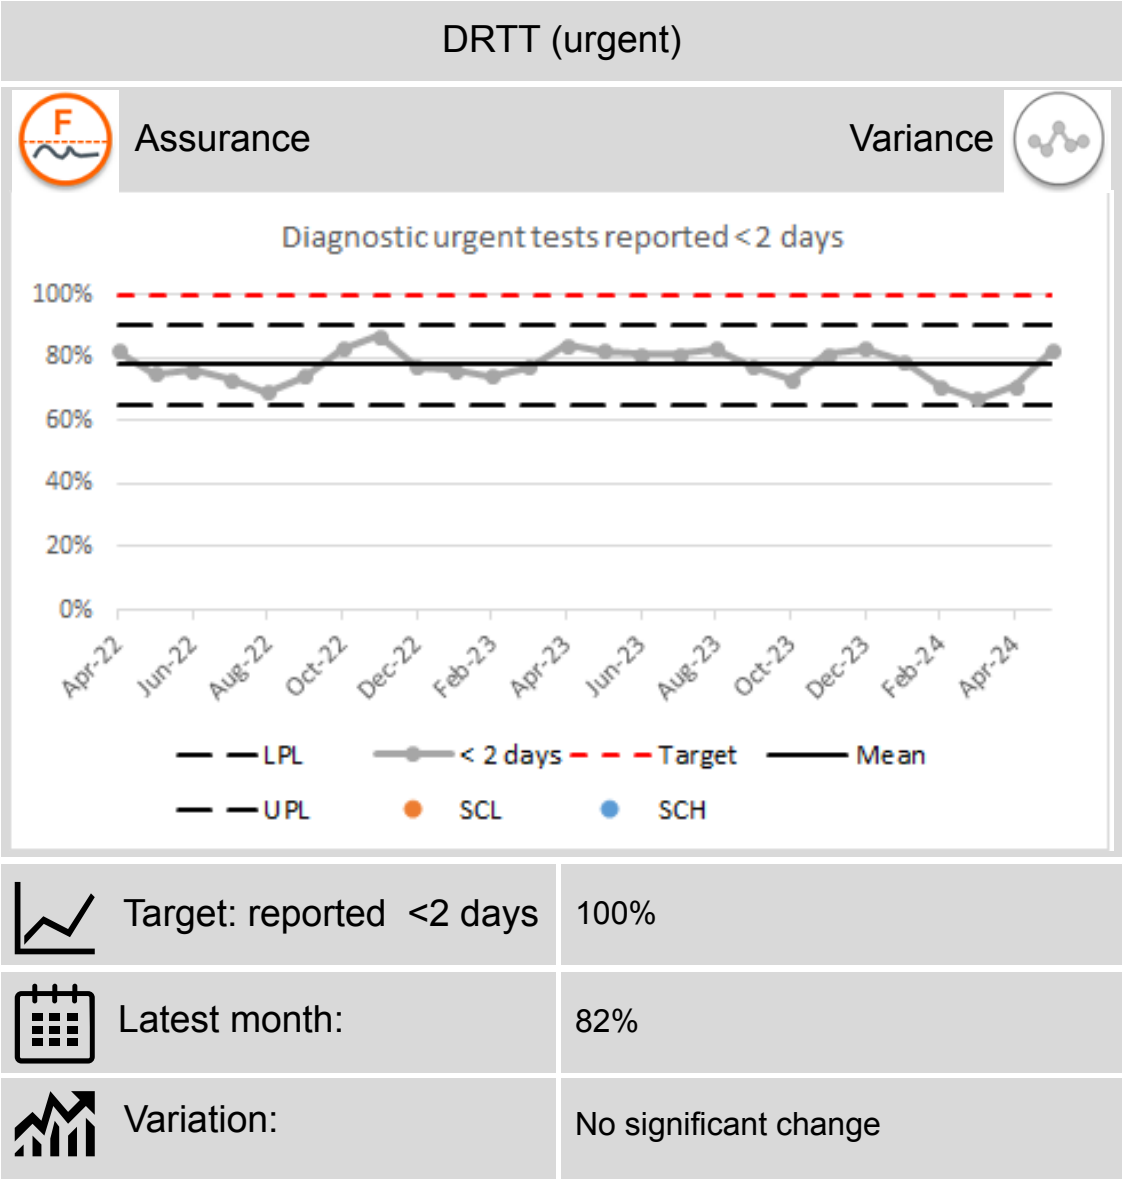 DRTT (urgent)
F
Assurance
Variance
Diagnostic urgent tests reported <2 days
100%
80%
60%
40%
20%
0%
Apr-22
Jun-22
Aug-22
Oct-22
Dec-22
Feb-23
Apr-23
Jun-23
Aug-23
Oct-23
Dec-23
Feb-24
Apr-24
LPL < 2 days Target Mean
UPL SCL SCH
Target: reported <2 days 100%
Latest month: 82%
Variation: No significant change